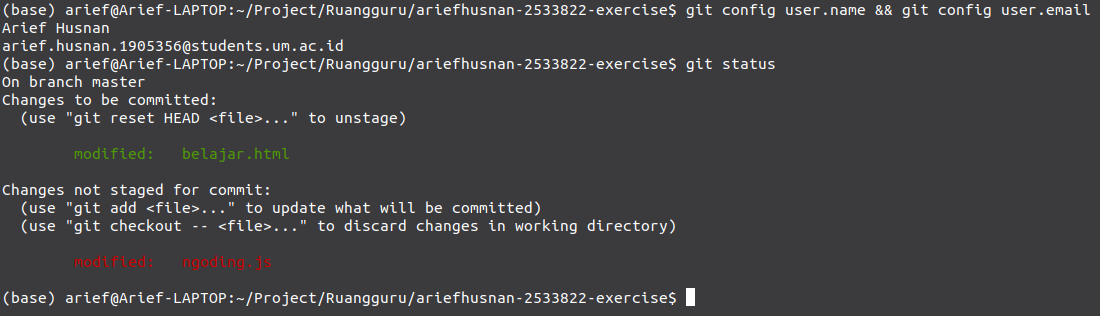 (base) arief@Arief-LAPTOP:~/Project/Ruangguru/ariefhusnan-2533822-exercise$ git config user.name && git config user.email
Arief Husnan
arief.husnan.1905356@students.um.ac.id
(base) arief@Arief-LAPTOP:~/Project/Ruangguru/ariefhusnan-2533822-exercise$ git status
On branch master
Changes to be committed:
  (use "git reset HEAD <file>..." to unstage)
        modified:   belajar.html
Changes not staged for commit:
  (use "git add <file>..." to update what will be committed)
  (use "git checkout -- <file>..." to discard changes in working directory)
        modified:   ngoding.js
(base) arief@Arief-LAPTOP:~/Project/Ruangguru/ariefhusnan-2533822-exercise$